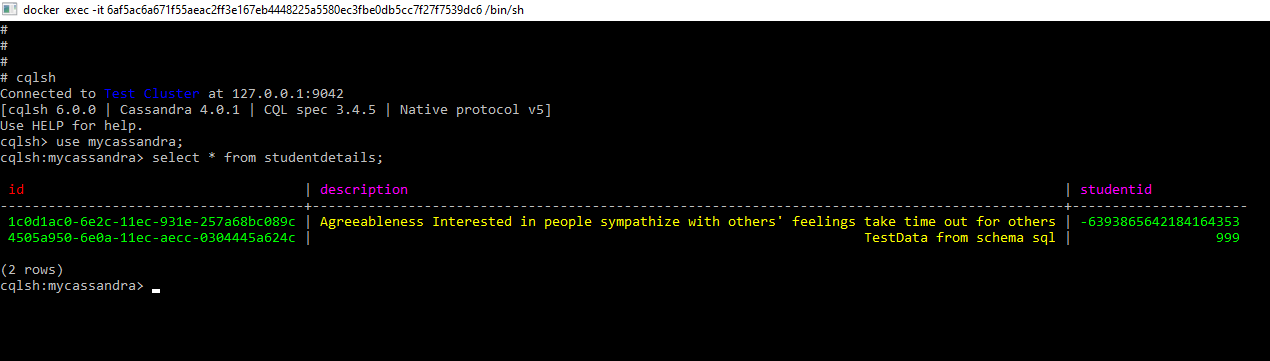 docker exec -it 6af5ac6a671f55aeac2ff3e167eb4448225a5580ec3fbe0db5cc7f27f7539dc6 /bin/sh
#
#
#
# cqlsh
Connected to Test Cluster at 127.0.0.1:9042
[cqlsh 6.0.0 | Cassandra 4.0.1 | CQL spec 3.4.5 | Native protocol v5]
Use HELP for help.
cqlsh> use mycassandra;
cqlsh:mycassandra> select * from studentdetails;
id | description | studentid
--------------------------------------+----------------------------------------------------------------------------------------------+----------------------
1c0d1ac0-6e2c-11ec-931e-257a68bc089c | Agreeableness Interested in people sympathize with others' feelings take time out for others | -6393865642184164353
4505a950-6e0a-11ec-aecc-0304445a624c | TestData from schema sql | 999
(2 rows)
cqlsh:mycassandra>